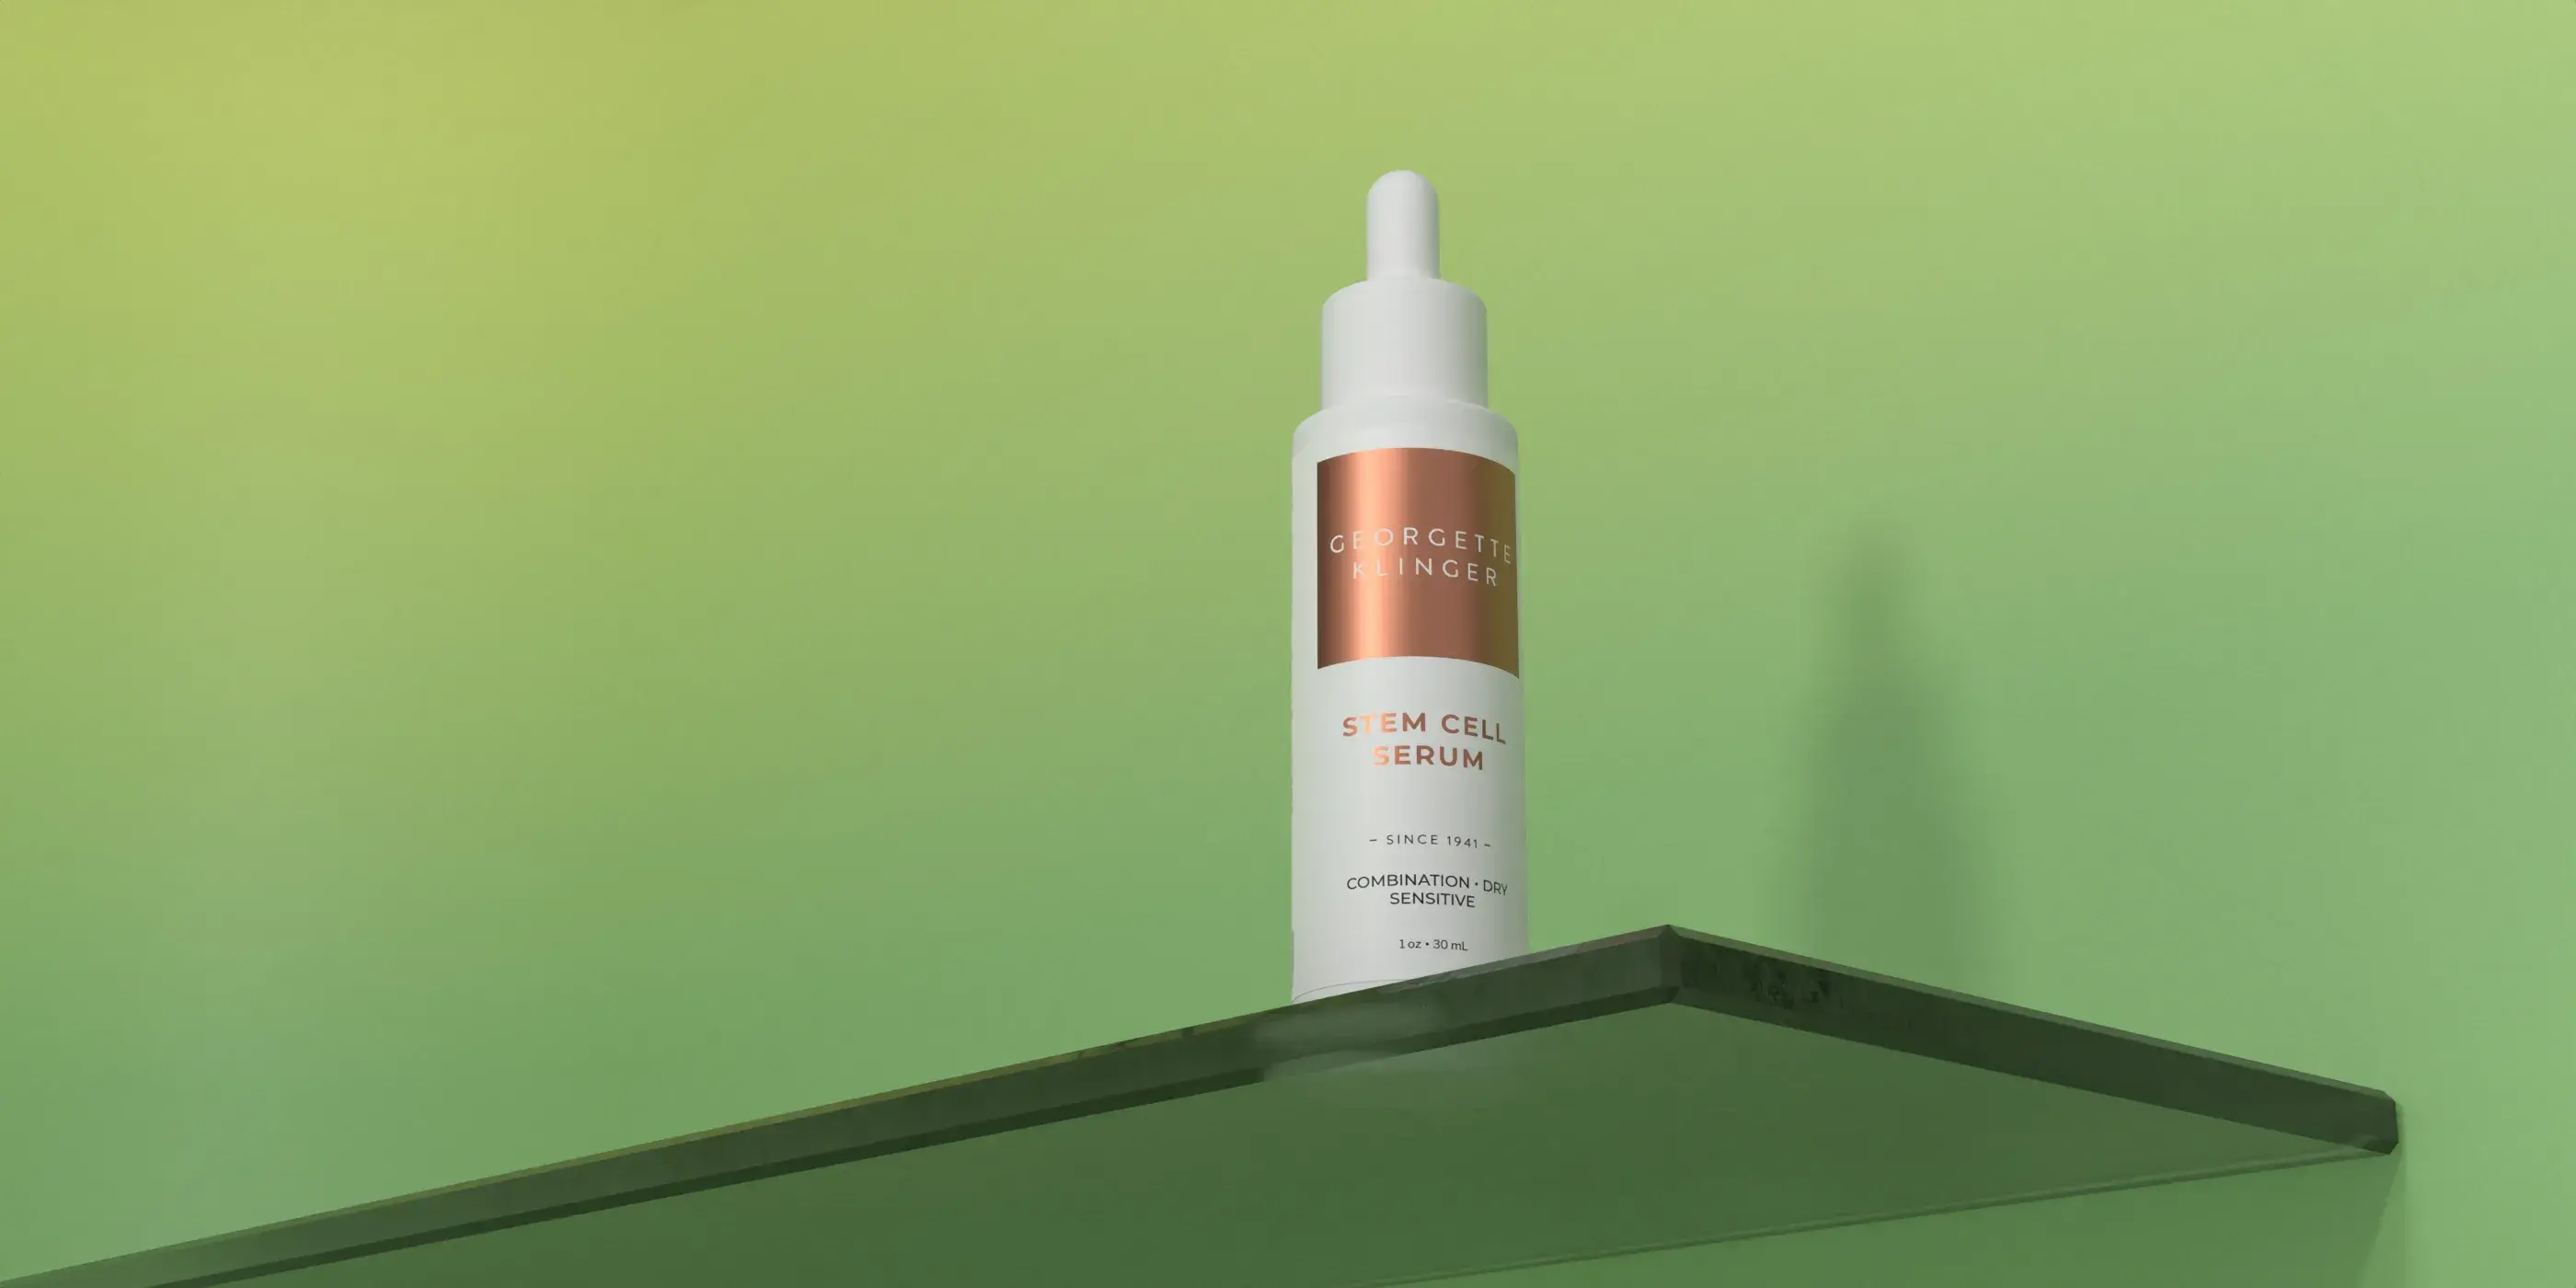 GEORGETTE
KLINGER
STEM CELL
SERUM
– SINCE 1941 –
COMBINATION • DRY
SENSITIVE
1 oz • 30 mL